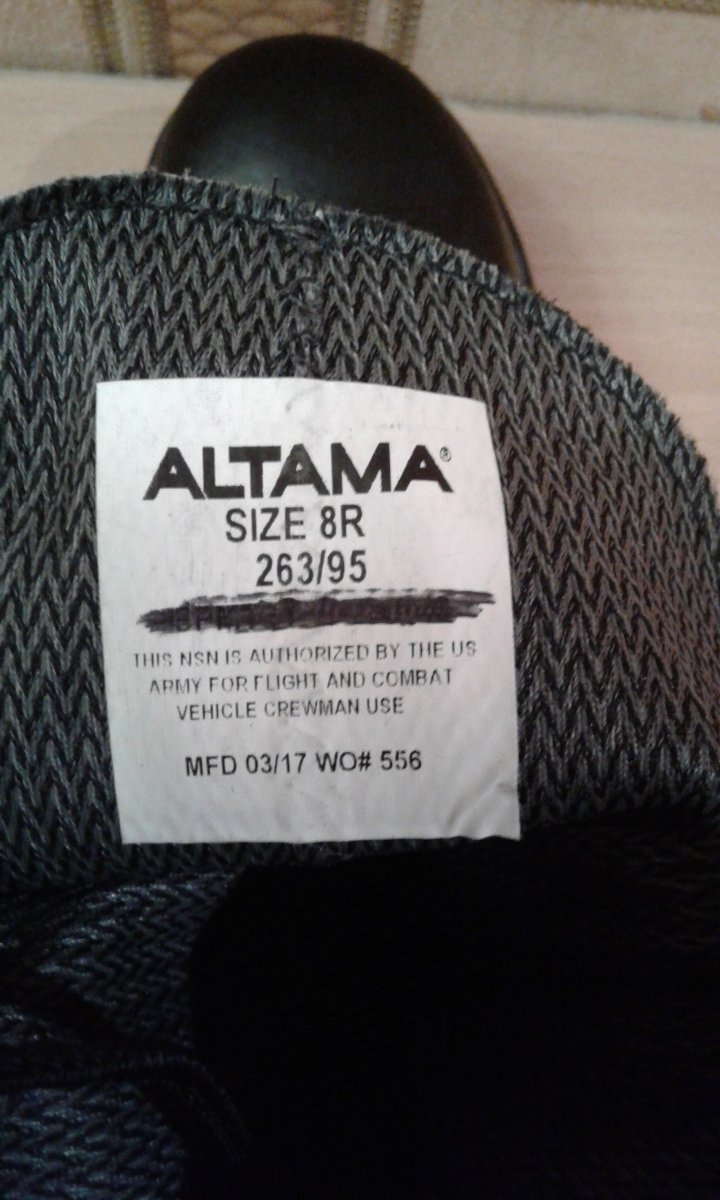 ALTAMA®
SIZE 8R
263/95
THIS NSN IS AUTHORIZED BY THE US
ARMY FOR FLIGHT AND COMBAT
VEHICLE CREWMAN USE
MFD 03/17 WO# 556